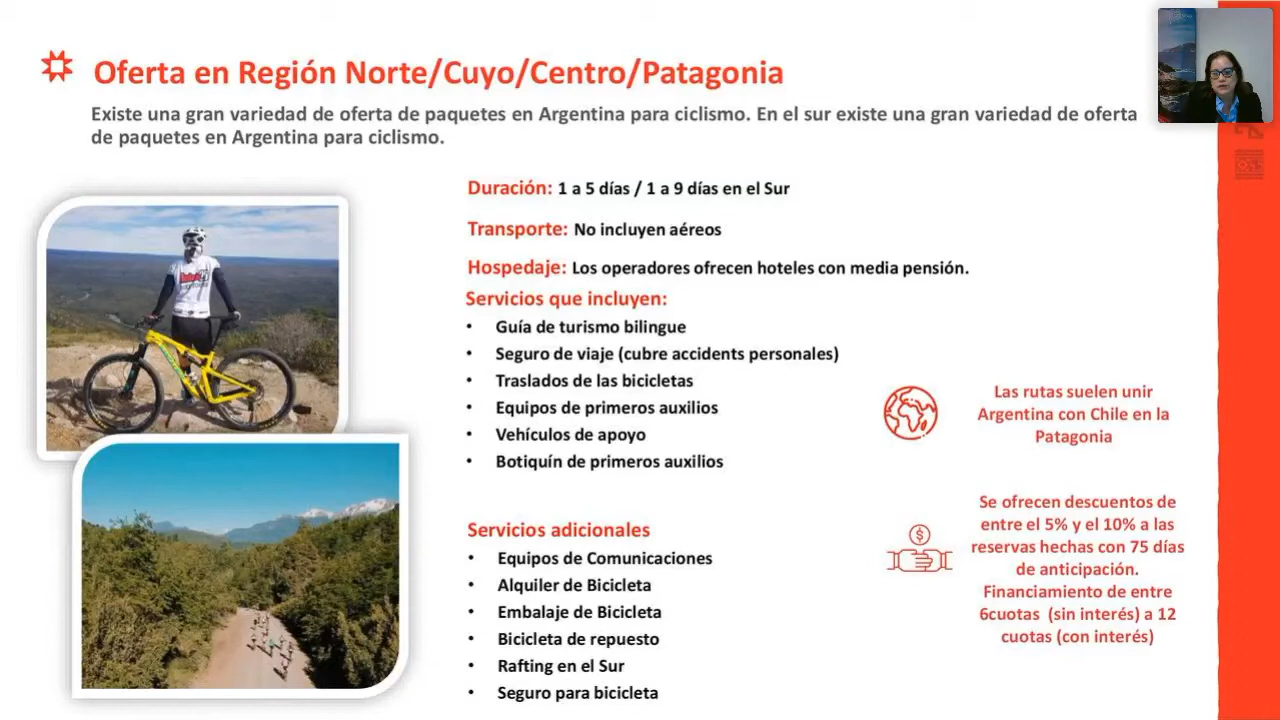 Oferta en Región Norte/Cuyo/Centro/Patagonia
Existe una gran variedad de oferta de paquetes en Argentina para ciclismo. En el sur existe una gran variedad de oferta
de paquetes en Argentina para ciclismo.
Duración: 1 a 5 días / 1 a 9 días en el Sur
Transporte: No incluyen aéreos
Hospedaje: Los operadores ofrecen hoteles con media pensión.
Servicios que incluyen:
• Guía de turismo bilingue
• Seguro de viaje (cubre accidents personales)
• Traslados de las bicicletas
• Equipos de primeros auxilios
• Vehículos de apoyo
• Botiquín de primeros auxilios
Servicios adicionales
• Equipos de Comunicaciones
• Alquiler de Bicicleta
• Embalaje de Bicicleta
• Bicicleta de repuesto
• Rafting en el Sur
• Seguro para bicicleta
Las rutas suelen unir
Argentina con Chile en la
Patagonia
Se ofrecen descuentos de
entre el 5% y el 10% a las
reservas hechas con 75 días
de anticipación.
Financiamiento de entre
6cuotas (sin interés) a 12
cuotas (con interés)